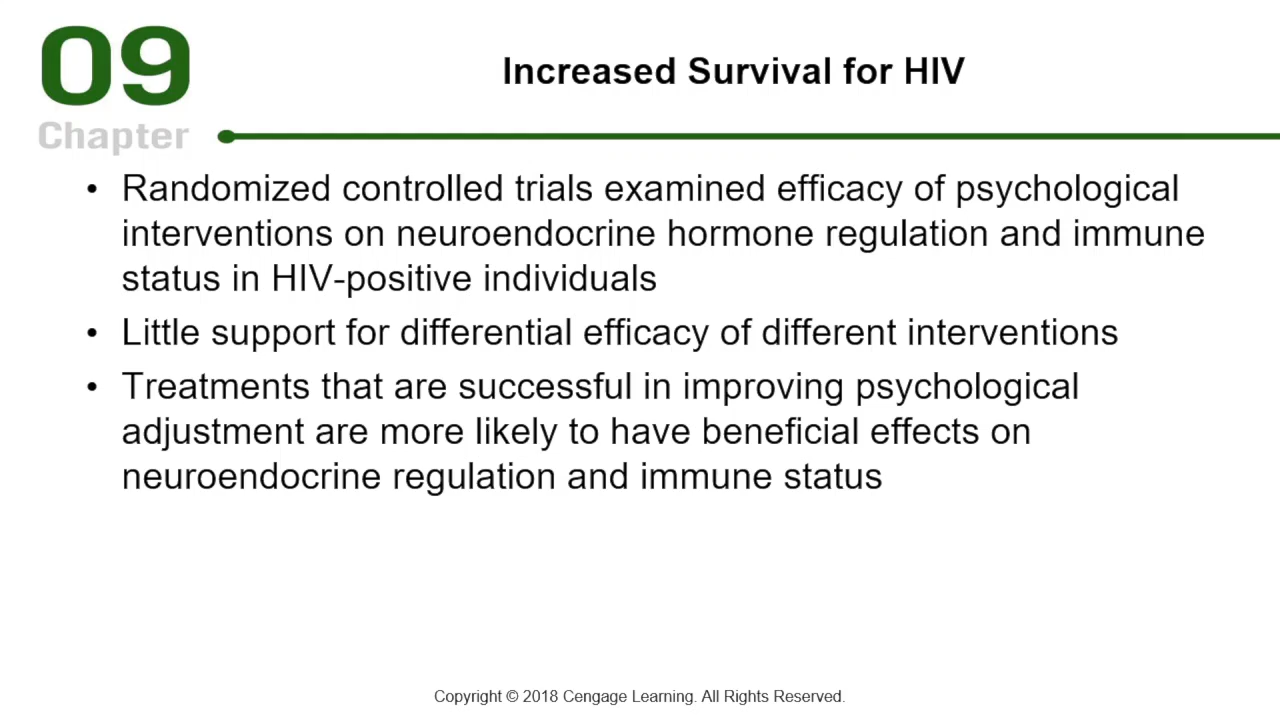 09
Chapter
Increased Survival for HIV
• Randomized controlled trials examined efficacy of psychological
interventions on neuroendocrine hormone regulation and immune
status in HIV-positive individuals
• Little support for differential efficacy of different interventions
• Treatments that are successful in improving psychological
adjustment are more likely to have beneficial effects on
neuroendocrine regulation and immune status
Copyright © 2018 Cengage Learning. All Rights Reserved.